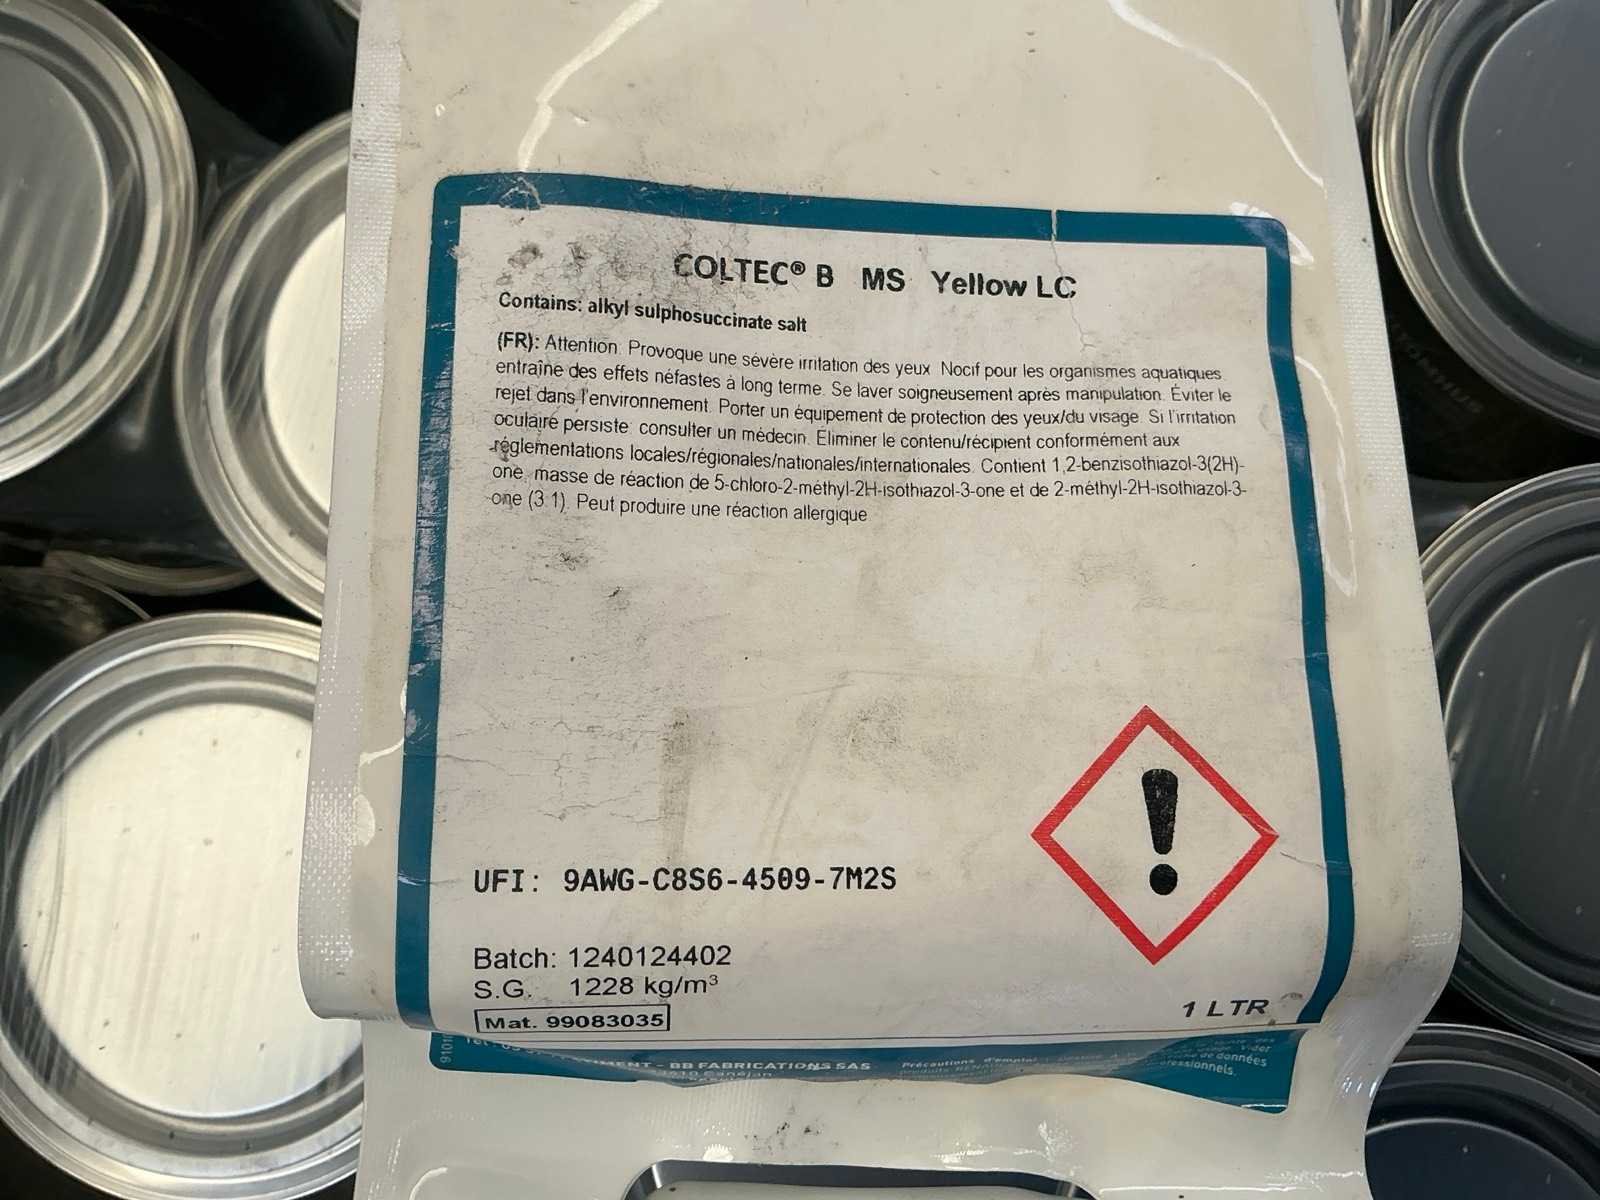 COLTEC® B MS Yellow LC
Contains: alkyl sulphosuccinate salt
(FR): Attention. Provoque une sévère irritation des yeux. Nocif pour les organismes aquatiques,
entraîne des effets néfastes à long terme. Se laver soigneusement après manipulation. Éviter le
rejet dans l'environnement. Porter un équipement de protection des yeux/du visage. Si l'irritation
oculaire persiste: consulter un médecin. Éliminer le contenu/récipient conformément aux
réglementations locales/régionales/nationales/internationales. Contient 1,2-benzisothiazol-3(2H)-
one, masse de réaction de 5-chloro-2-méthyl-2H-isothiazol-3-one et de 2-méthyl-2H-isothiazol-3-
one (3:1). Peut produire une réaction allergique.
UFI: 9AWG-C8S6-4509-7M2S
Batch: 1240124402
S.G. 1228 kg/m³
1 LTR
Mat. 99083035
BB FABRICATIONS SAS
Précautions d'emploi
de données